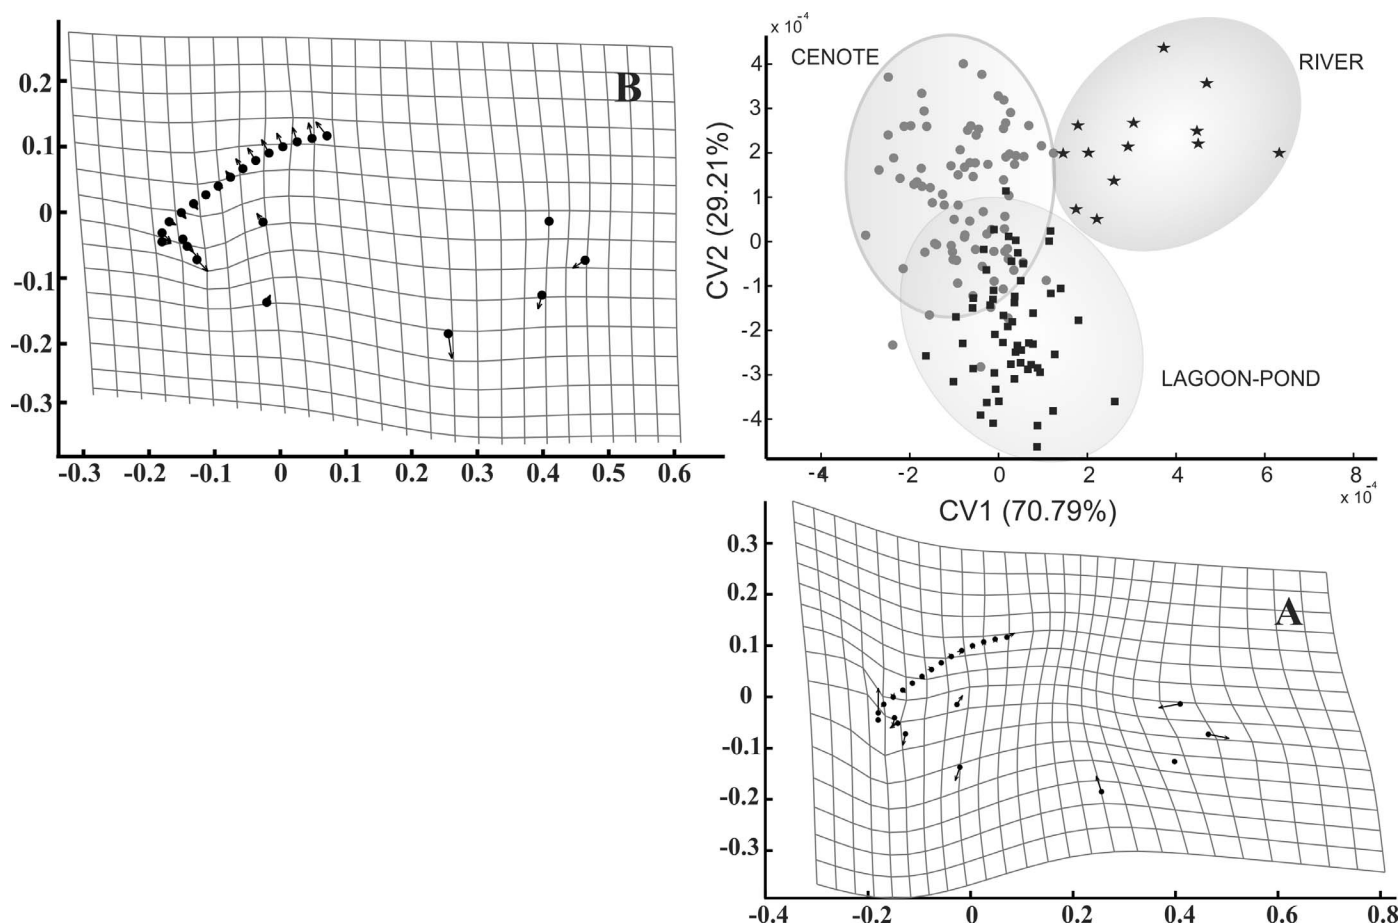 B
0.2
0.1
0
-0.1
-0.2
-0.3
-0.3 -0.2 -0.1 0 0.1 0.2 0.3 0.4 0.5 0.6
x 10⁻⁴
CENOTE
RIVER
LAGOON-POND
CV2 (29.21%)
4
3
2
1
0
-1
-2
-3
-4
-4 -2 0 2 4 6 8
x 10⁻⁴
CV1 (70.79%)
A
0.3
0.2
0.1
0
-0.1
-0.2
-0.3
-0.4 -0.2 0 0.2 0.4 0.6 0.8